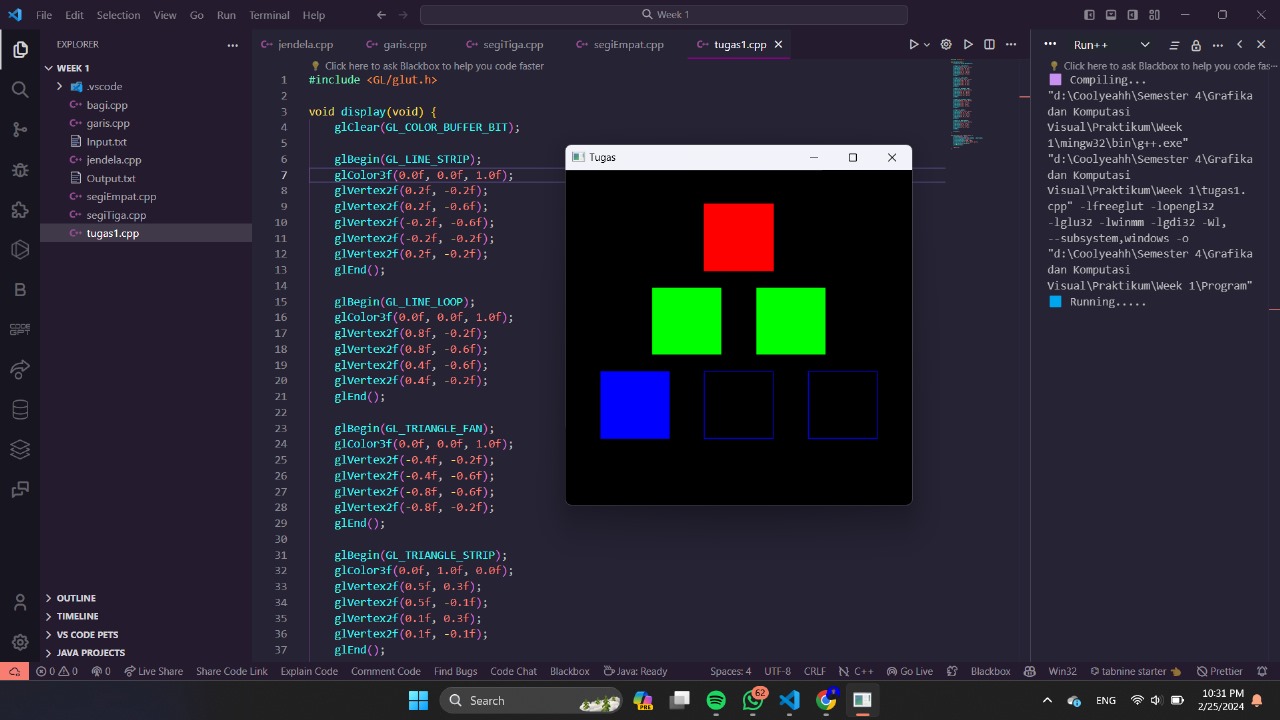 File Edit Selection View Go Run Terminal Help
Week 1
EXPLORER
jendela.cpp garis.cpp segiTiga.cpp segiEmpat.cpp tugas1.cpp
Run++
WEEK 1
.vscode
bagi.cpp
garis.cpp
Input.txt
jendela.cpp
Output.txt
segiEmpat.cpp
segiTiga.cpp
tugas1.cpp
OUTLINE
TIMELINE
VS CODE PETS
JAVA PROJECTS
Click here to ask Blackbox to help you code faster
1 #include <GL/glut.h>
2
3 void display(void) {
4 glClear(GL_COLOR_BUFFER_BIT);
5
6 glBegin(GL_LINE_STRIP);
7 glColor3f(0.0f, 0.0f, 1.0f);
8 glVertex2f(0.2f, -0.2f);
9 glVertex2f(0.2f, -0.6f);
10 glVertex2f(-0.2f, -0.6f);
11 glVertex2f(-0.2f, -0.2f);
12 glVertex2f(0.2f, -0.2f);
13 glEnd();
14
15 glBegin(GL_LINE_LOOP);
16 glColor3f(0.0f, 0.0f, 1.0f);
17 glVertex2f(0.8f, -0.2f);
18 glVertex2f(0.8f, -0.6f);
19 glVertex2f(0.4f, -0.6f);
20 glVertex2f(0.4f, -0.2f);
21 glEnd();
22
23 glBegin(GL_TRIANGLE_FAN);
24 glColor3f(0.0f, 0.0f, 1.0f);
25 glVertex2f(-0.4f, -0.2f);
26 glVertex2f(-0.4f, -0.6f);
27 glVertex2f(-0.8f, -0.6f);
28 glVertex2f(-0.8f, -0.2f);
29 glEnd();
30
31 glBegin(GL_TRIANGLE_STRIP);
32 glColor3f(0.0f, 1.0f, 0.0f);
33 glVertex2f(0.5f, 0.3f);
34 glVertex2f(0.5f, -0.1f);
35 glVertex2f(0.1f, 0.3f);
36 glVertex2f(0.1f, -0.1f);
37 glEnd();
Tugas
Click here to ask Blackbox to help you code fas...
Compiling...
"d:\Coolyeahh\Semester 4\Grafika
dan Komputasi
Visual\Praktikum\Week
1\mingw32\bin\g++.exe"
"d:\Coolyeahh\Semester 4\Grafika
dan Komputasi
Visual\Praktikum\Week 1\tugas1.
cpp" -lfreeglut -lopengl32
-lglu32 -lwinmm -lgdi32 -Wl,
--subsystem,windows -o
"d:\Coolyeahh\Semester 4\Grafika
dan Komputasi
Visual\Praktikum\Week 1\Program"
Running.....
0 0 0 Live Share Share Code Link Explain Code Comment Code Find Bugs Code Chat Blackbox Java: Ready Spaces: 4 UTF-8 CRLF C++ Go Live Blackbox Win32 tabnine starter Prettier
Search 62 ENG 10:31 PM
2/25/2024